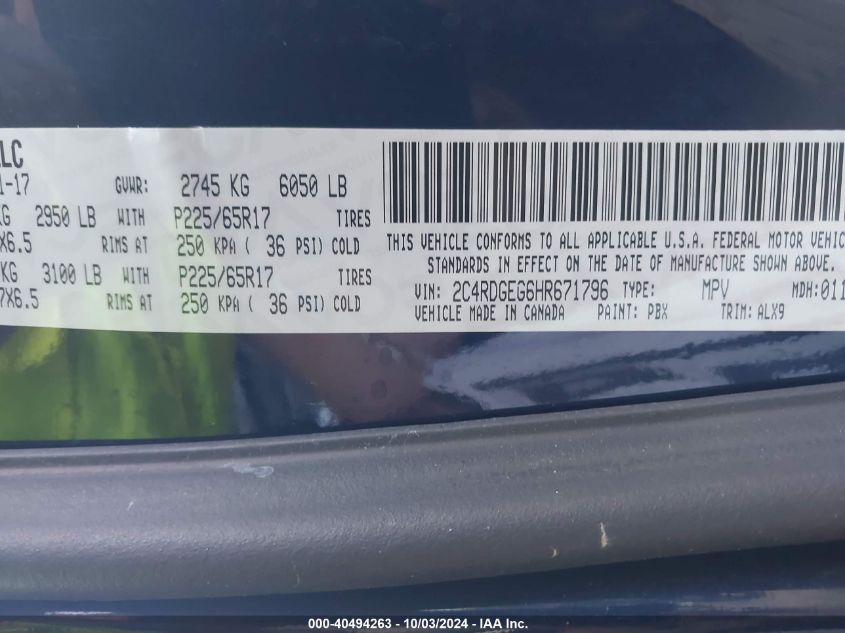 LLC
1-17 GVWR: 2745 KG 6050 LB
KG 2950 LB WITH P225/65R17 TIRES
X6.5 RIMS AT 250 KPA ( 36 PSI) COLD
KG 3100 LB WITH P225/65R17 TIRES
7X6.5 RIMS AT 250 KPA ( 36 PSI) COLD
THIS VEHICLE CONFORMS TO ALL APPLICABLE U.S.A. FEDERAL MOTOR VEHIC
STANDARDS IN EFFECT ON THE DATE OF MANUFACTURE SHOWN ABOVE.
VIN: 2C4RDGEG6HR671796 TYPE: MPV MDH:011
VEHICLE MADE IN CANADA PAINT: PBX TRIM: ALX9
000-40494263 - 10/03/2024 - IAA Inc.